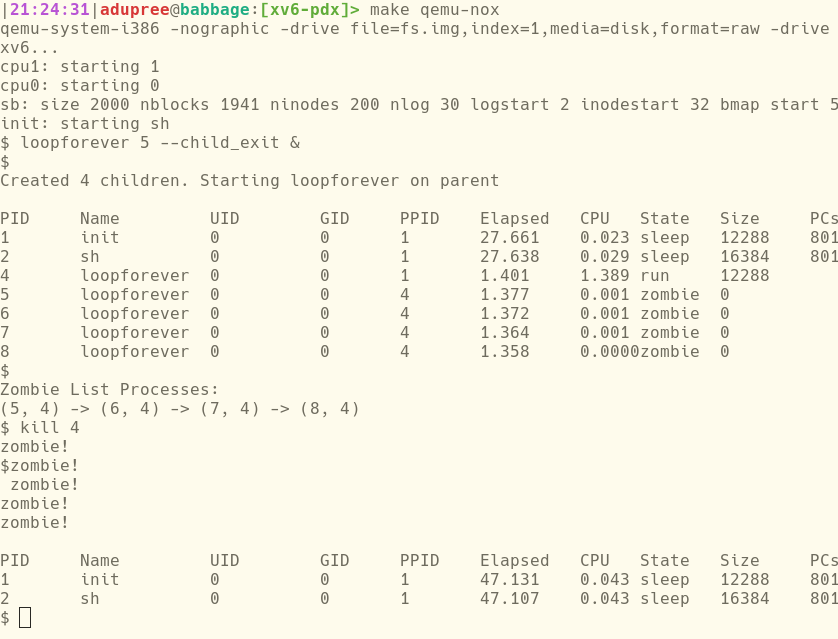 |21:24:31|adupree@babbage:[xv6-pdx]> make qemu-nox
qemu-system-i386 -nographic -drive file=fs.img,index=1,media=disk,format=raw -drive
xv6...
cpu1: starting 1
cpu0: starting 0
sb: size 2000 nblocks 1941 ninodes 200 nlog 30 logstart 2 inodestart 32 bmap start 5
init: starting sh
$ loopforever 5 --child_exit &
$
Created 4 children. Starting loopforever on parent
PID Name UID GID PPID Elapsed CPU State Size PCs
1 init 0 0 1 27.661 0.023 sleep 12288 801
2 sh 0 0 1 27.638 0.029 sleep 16384 801
4 loopforever 0 0 1 1.401 1.389 run 12288
5 loopforever 0 0 4 1.377 0.001 zombie 0
6 loopforever 0 0 4 1.372 0.001 zombie 0
7 loopforever 0 0 4 1.364 0.001 zombie 0
8 loopforever 0 0 4 1.358 0.0000zombie 0
$
Zombie List Processes:
(5, 4) -> (6, 4) -> (7, 4) -> (8, 4)
$ kill 4
zombie!
$zombie!
zombie!
zombie!
zombie!
PID Name UID GID PPID Elapsed CPU State Size PCs
1 init 0 0 1 47.131 0.043 sleep 12288 801
2 sh 0 0 1 47.107 0.043 sleep 16384 801
$